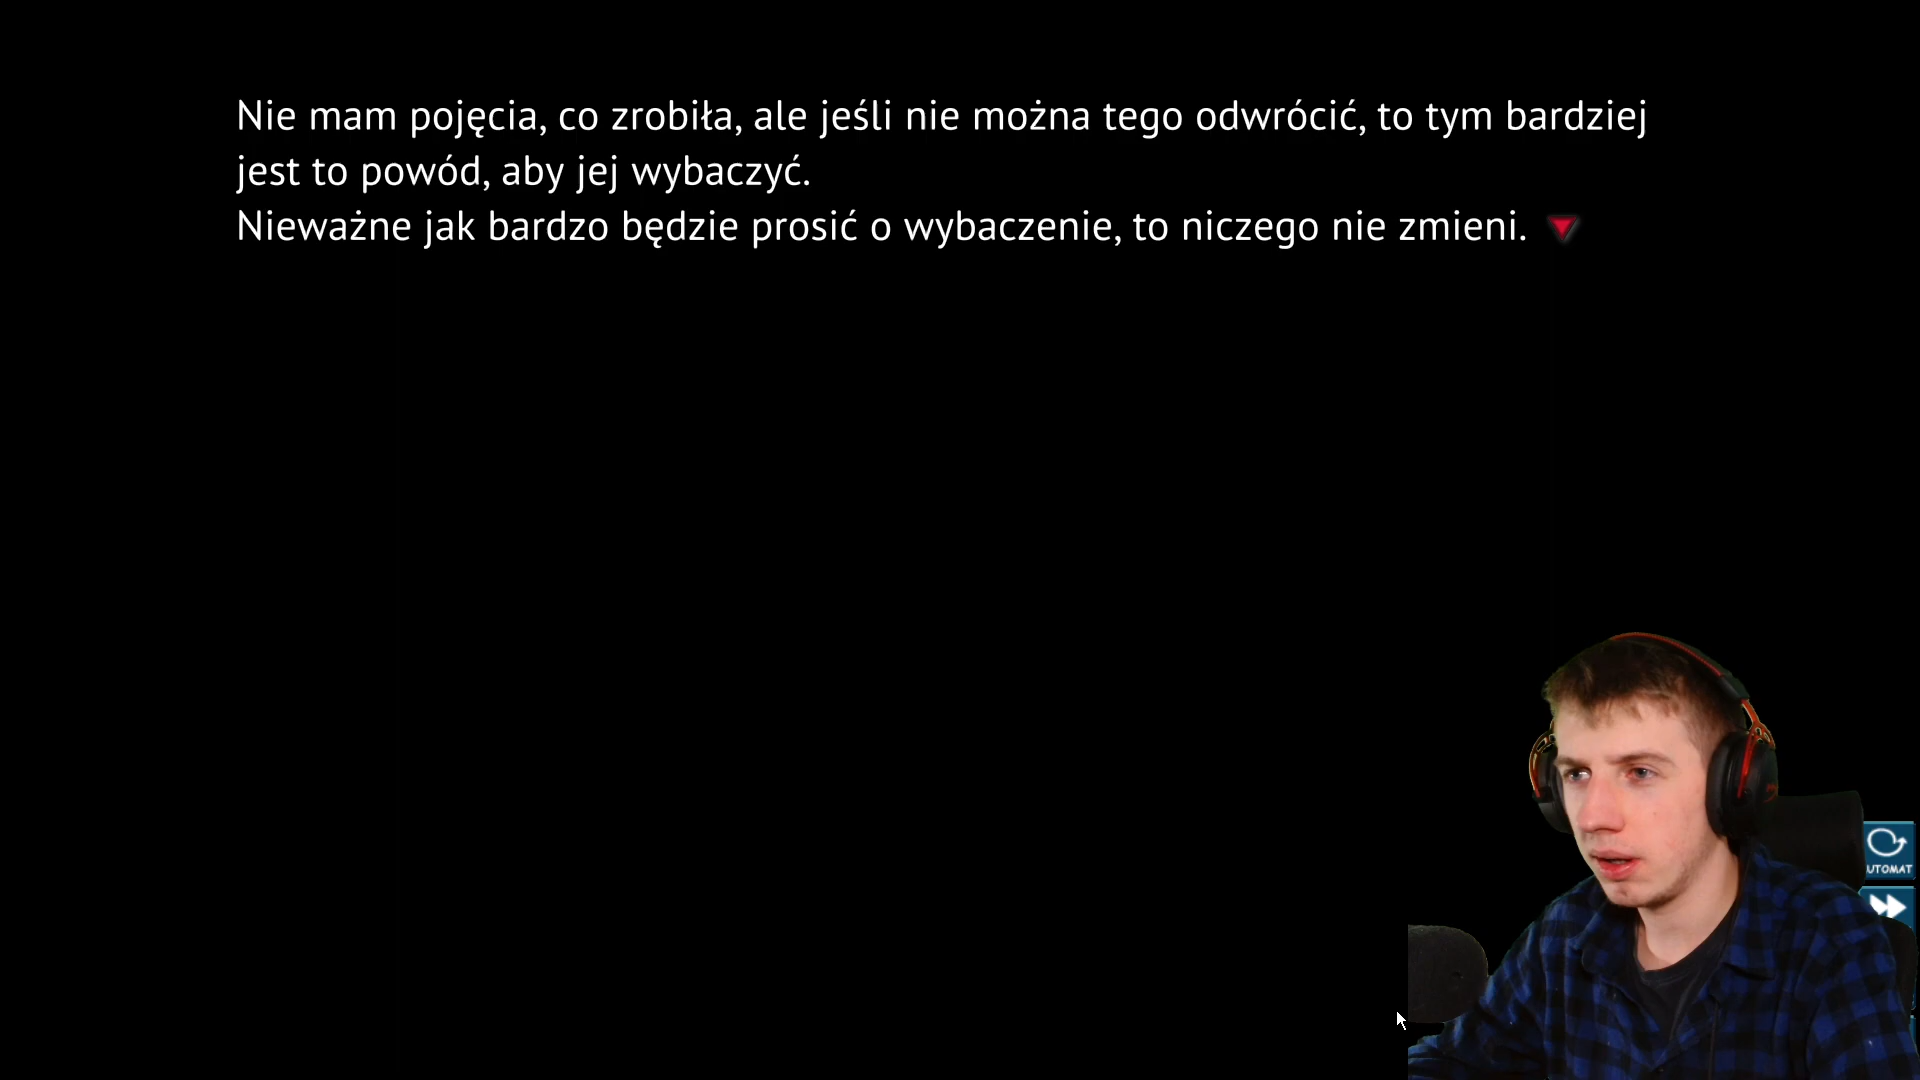 Nie mam pojęcia, co zrobiła, ale jeśli nie można tego odwrócić, to tym bardziej
jest to powód, aby jej wybaczyć.
Nieważne jak bardzo będzie prosić o wybaczenie, to niczego nie zmieni.
UTOMAT